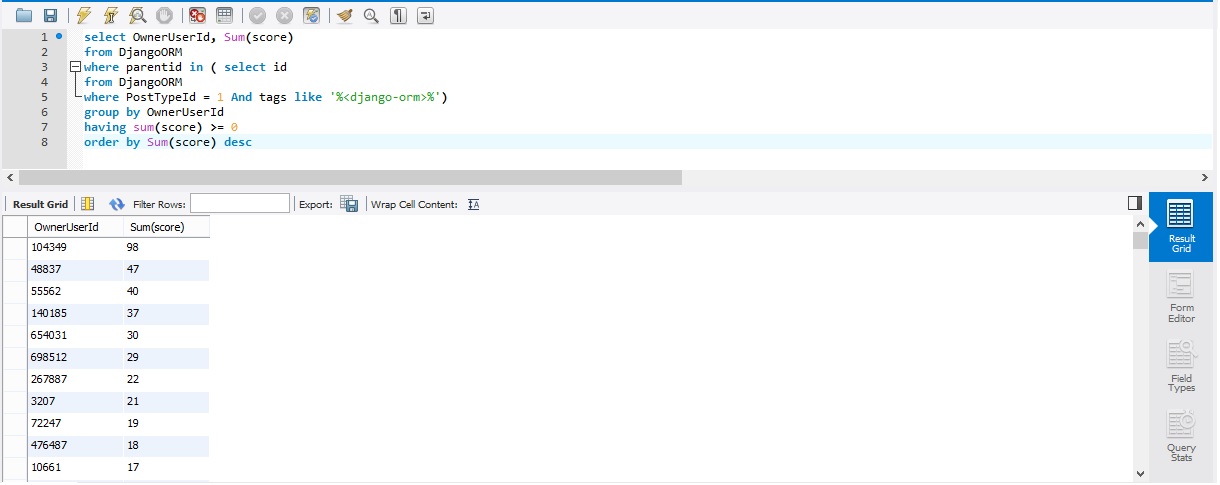 1 select OwnerUserId, Sum(score)
2 from DjangoORM
3 where parentid in ( select id
4 from DjangoORM
5 where PostTypeId = 1 And tags like '%<django-orm>%')
6 group by OwnerUserId
7 having sum(score) >= 0
8 order by Sum(score) desc
Result Grid Filter Rows: Export: Wrap Cell Content:
OwnerUserId Sum(score)
104349 98
48837 47
55562 40
140185 37
654031 30
698512 29
267887 22
3207 21
72247 19
476487 18
10661 17
Result
Grid
Form
Editor
Field
Types
Query
Stats